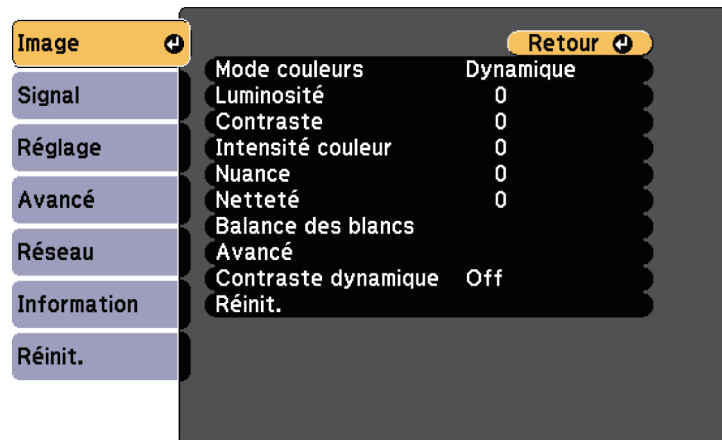 Image
Signal
Réglage
Avancé
Réseau
Information
Réinit.
Retour
Mode couleurs Dynamique
Luminosité 0
Contraste 0
Intensité couleur 0
Nuance 0
Netteté 0
Balance des blancs
Avancé
Contraste dynamique Off
Réinit.